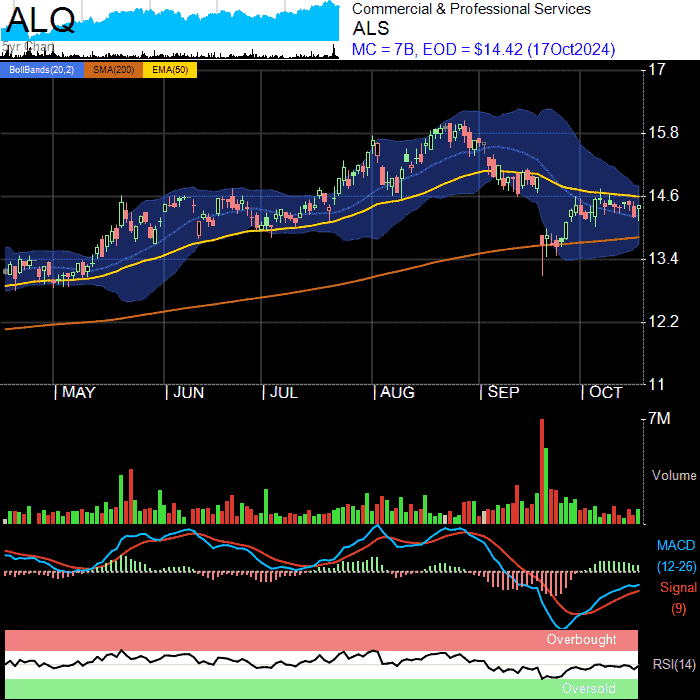 ALQ
5yr Chart
Commercial & Professional Services
ALS
MC = 7B, EOD = $14.42 (17Oct2024)
BollBands(20,2) SMA(200) EMA(50)
17
15.8
14.6
13.4
12.2
11
MAY JUN JUL AUG SEP OCT
7M
Volume
MACD
(12-26)
Signal
(9)
Overbought
RSI(14)
Oversold